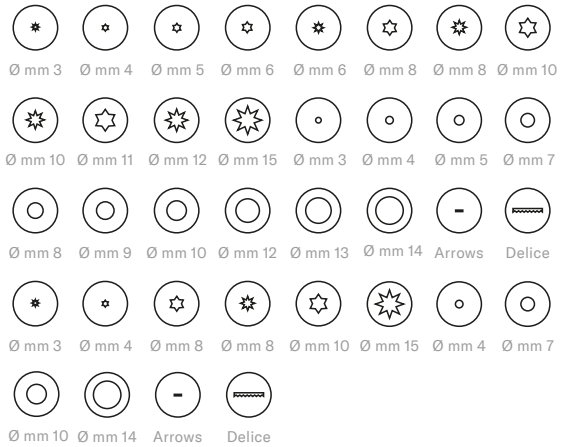 Ø mm 3 Ø mm 4 Ø mm 5 Ø mm 6 Ø mm 6 Ø mm 8 Ø mm 8 Ø mm 10
Ø mm 10 Ø mm 11 Ø mm 12 Ø mm 15 Ø mm 3 Ø mm 4 Ø mm 5 Ø mm 7
Ø mm 8 Ø mm 9 Ø mm 10 Ø mm 12 Ø mm 13 Ø mm 14 Arrows Delice
Ø mm 3 Ø mm 4 Ø mm 8 Ø mm 8 Ø mm 10 Ø mm 15 Ø mm 4 Ø mm 7
Ø mm 10 Ø mm 14 Arrows Delice